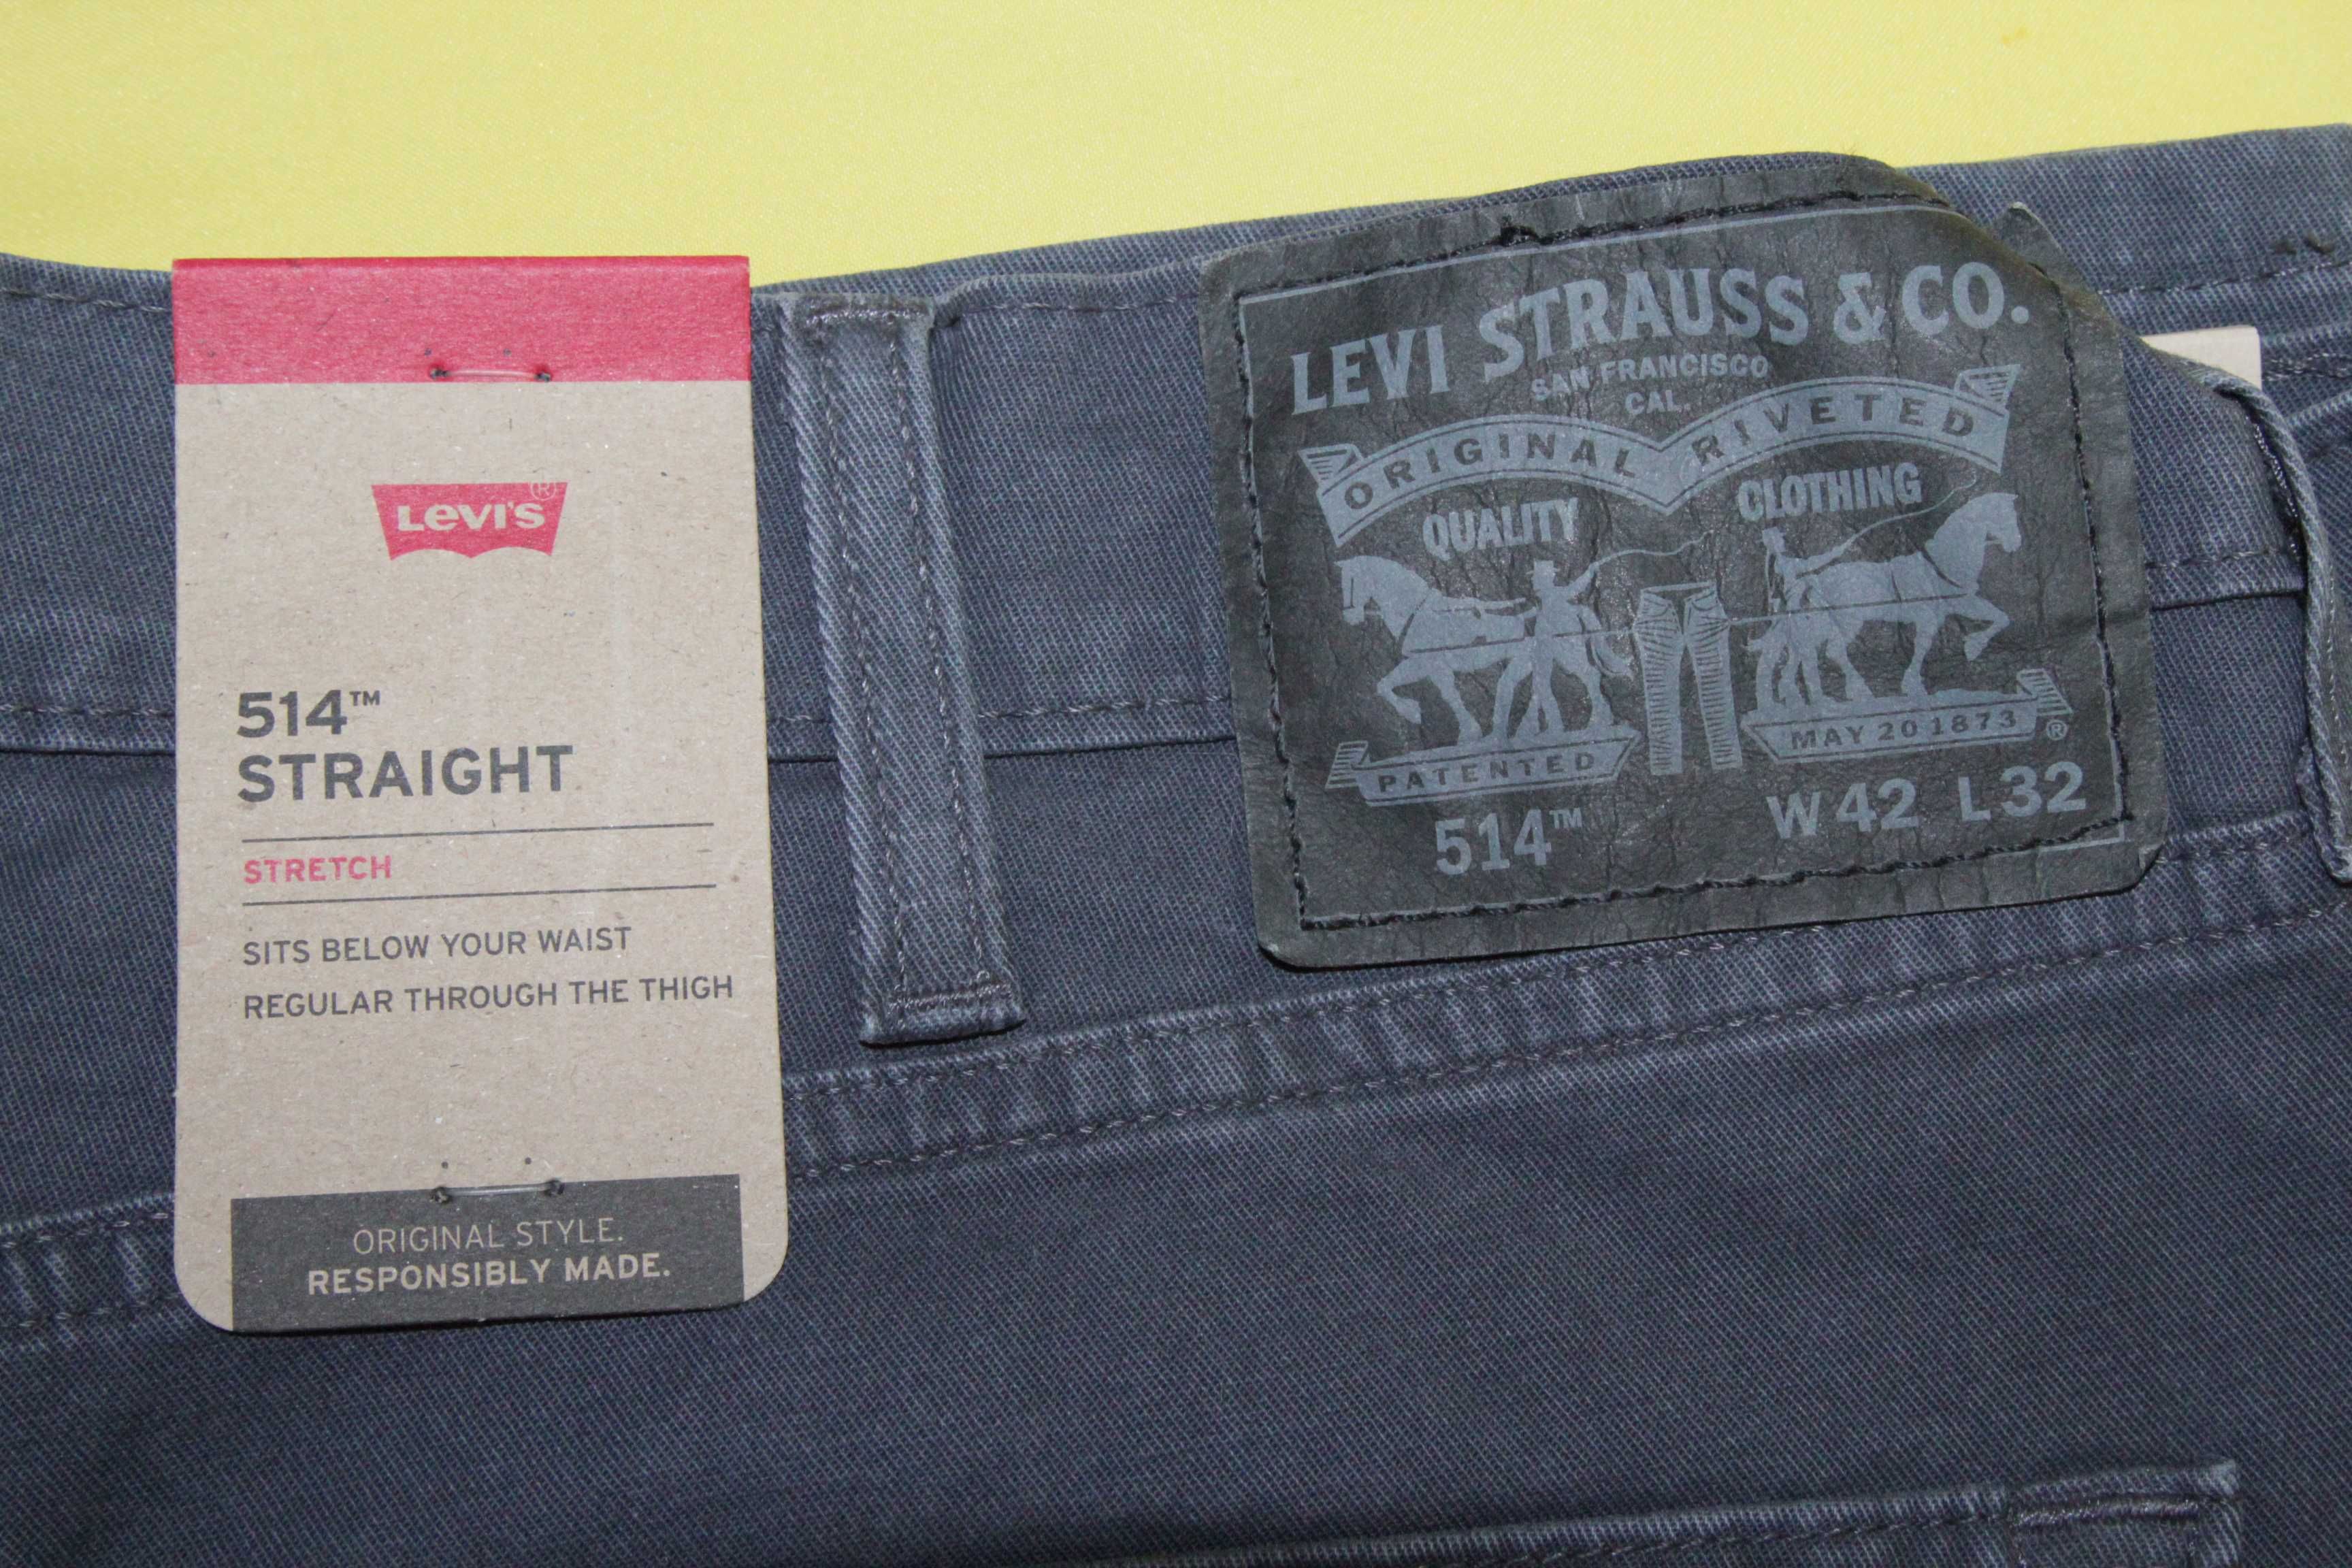 LEVI'S®
514™
STRAIGHT
STRETCH
SITS BELOW YOUR WAIST
REGULAR THROUGH THE THIGH
ORIGINAL STYLE.
RESPONSIBLY MADE.
LEVI STRAUSS & CO.
SAN FRANCISCO
CAL.
ORIGINAL RIVETED
QUALITY CLOTHING
PATENTED MAY 20 1873 ®
514™ W 42 L 32